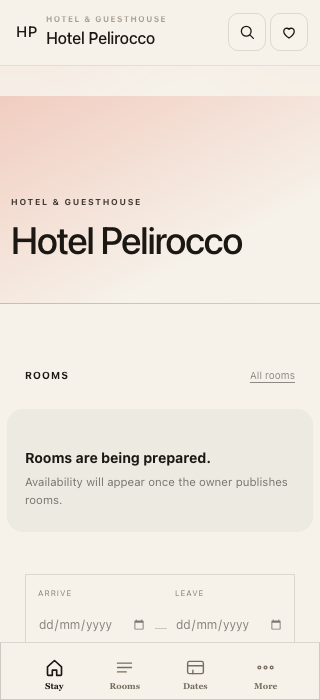 HP
HOTEL & GUESTHOUSE
Hotel Pelirocco
HOTEL & GUESTHOUSE
Hotel Pelirocco
ROOMS
All rooms
Rooms are being prepared.
Availability will appear once the owner publishes
rooms.
ARRIVE
LEAVE
dd/mm/yyyy — dd/mm/yyyy
Stay
Rooms
Dates
More